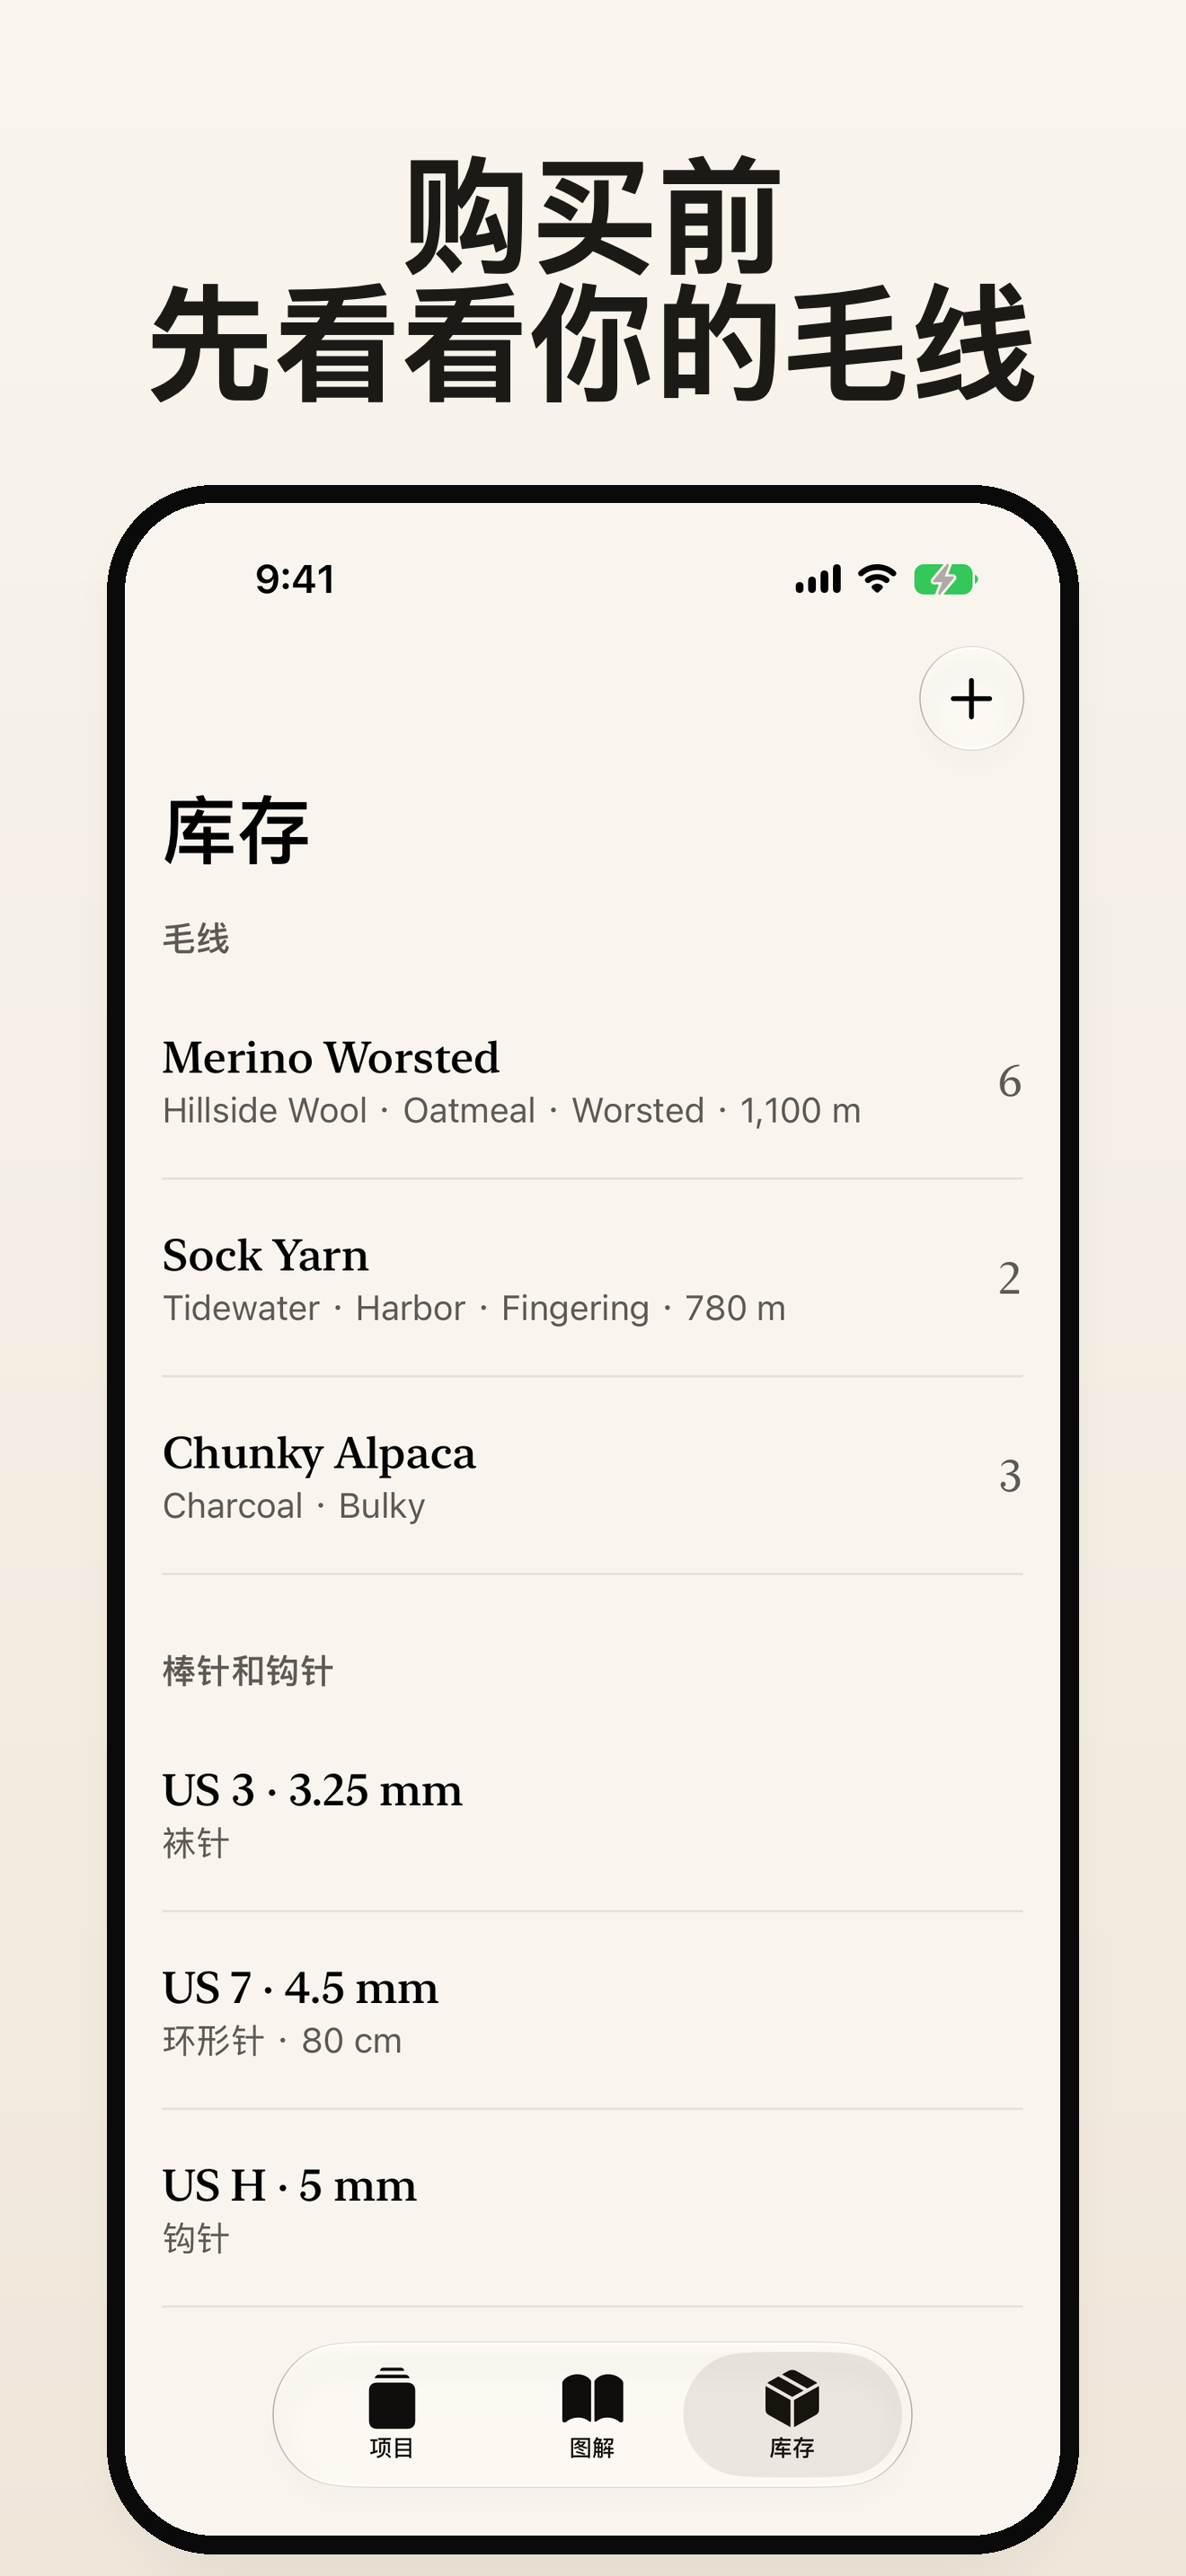 购买前
先看看你的毛线
9:41
库存
毛线
Merino Worsted
6
Hillside Wool · Oatmeal · Worsted · 1,100 m
Sock Yarn
2
Tidewater · Harbor · Fingering · 780 m
Chunky Alpaca
3
Charcoal · Bulky
棒针和钩针
US 3 · 3.25 mm
袜针
US 7 · 4.5 mm
环形针 · 80 cm
US H · 5 mm
钩针
项目
图解
库存